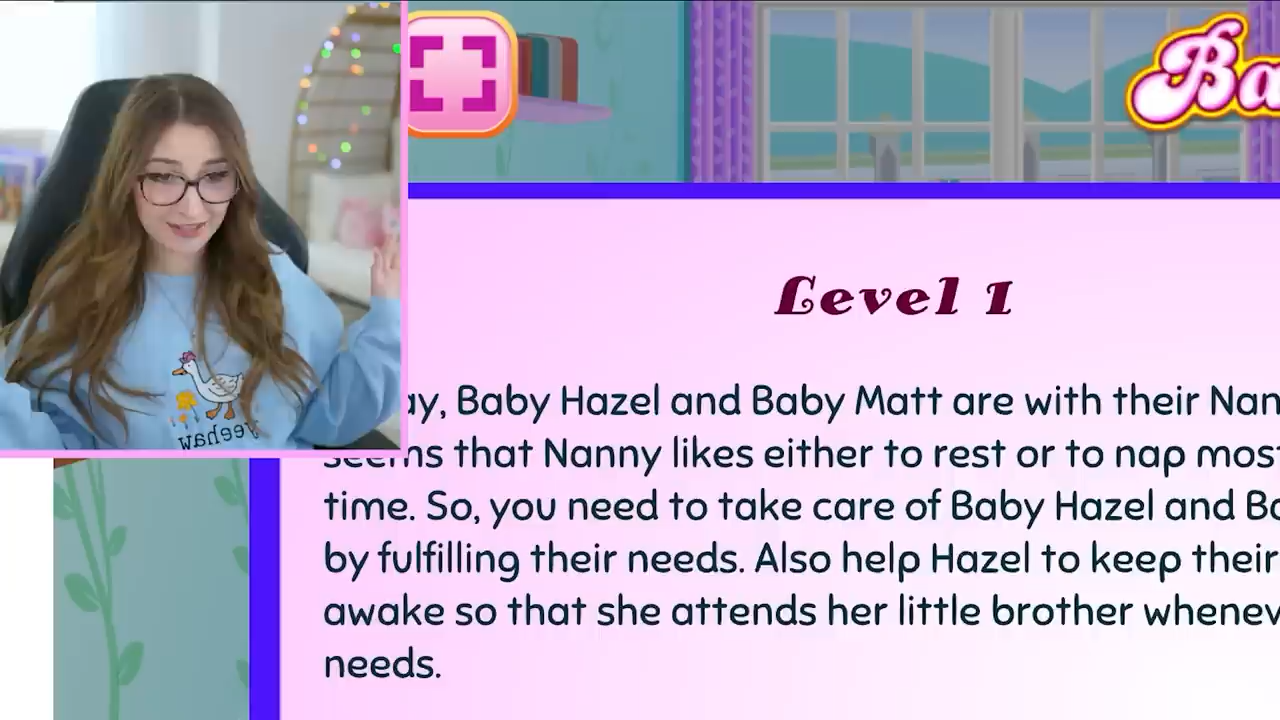 Ba
Level 1
ay, Baby Hazel and Baby Matt are with their Nan
seems that Nanny likes either to rest or to nap most
time. So, you need to take care of Baby Hazel and Ba
by fulfilling their needs. Also help Hazel to keep their
awake so that she attends her little brother whenev
needs.
yeehaw